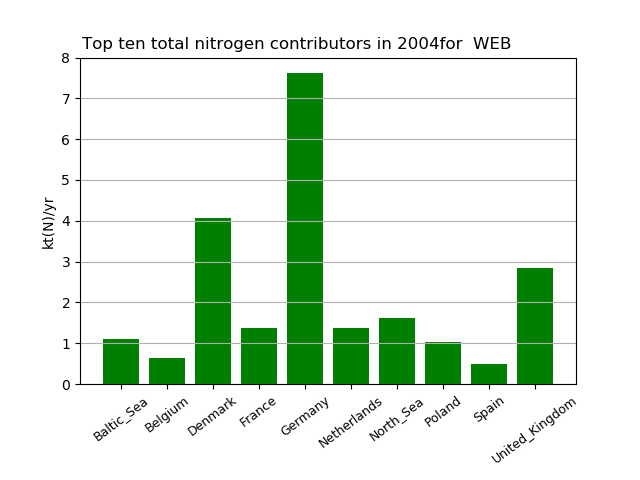 Top ten total nitrogen contributors in 2004for  WEB
kt(N)/yr
8
7
6
5
4
3
2
1
0
Baltic_Sea
Belgium
Denmark
France
Germany
Netherlands
North_Sea
Poland
Spain
United_Kingdom